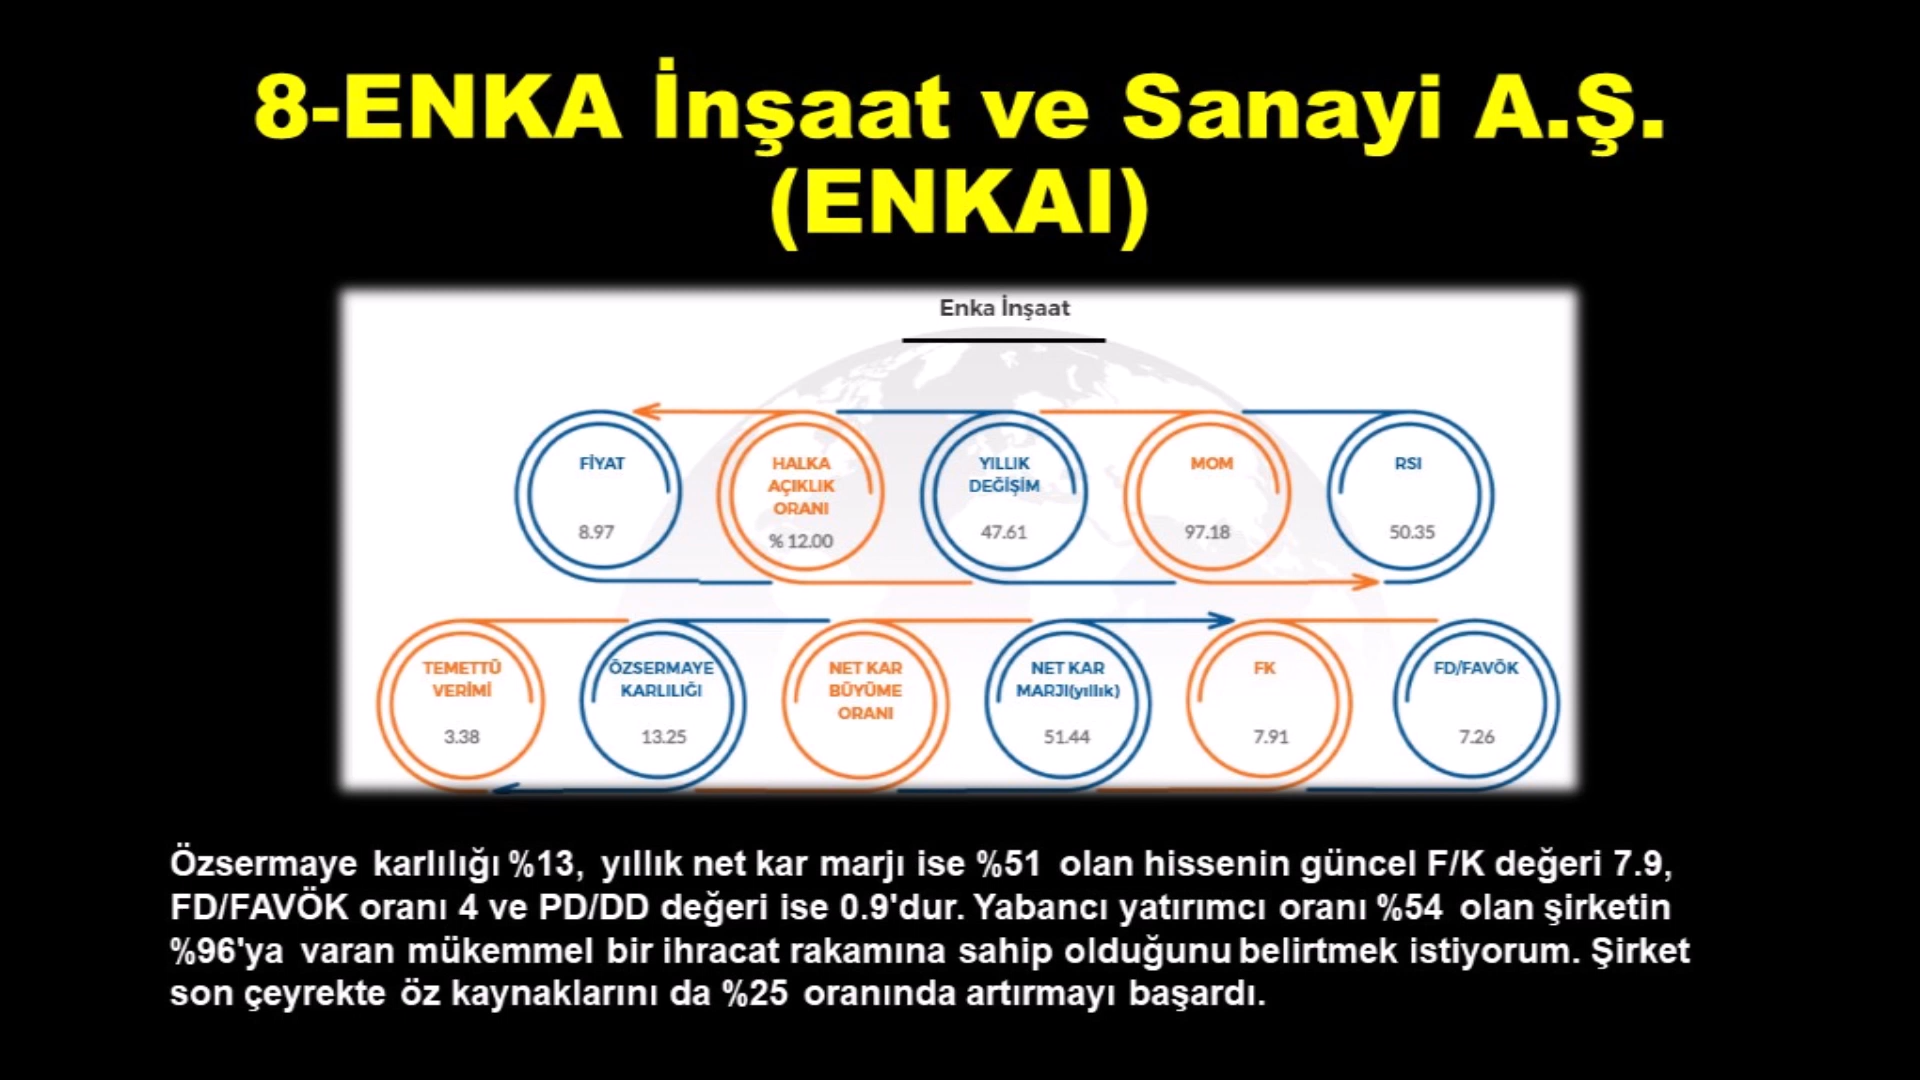 8-ENKA İnşaat ve Sanayi A.Ş.
(ENKAI)
Enka İnşaat
FİYAT
8.97
HALKA
AÇIKLIK
ORANI
% 12.00
YILLIK
DEĞİŞİM
47.61
MOM
97.18
RSI
50.35
TEMETTÜ
VERİMİ
3.38
ÖZSERMAYE
KARLILIĞI
13.25
NET KAR
BÜYÜME
ORANI
NET KAR
MARJI(yıllık)
51.44
FK
7.91
FD/FAVÖK
7.26
Özsermaye karlılığı %13, yıllık net kar marjı ise %51 olan hissenin güncel F/K değeri 7.9,
FD/FAVÖK oranı 4 ve PD/DD değeri ise 0.9'dur. Yabancı yatırımcı oranı %54 olan şirketin
%96'ya varan mükemmel bir ihracat rakamına sahip olduğunu belirtmek istiyorum. Şirket
son çeyrekte öz kaynaklarını da %25 oranında artırmayı başardı.